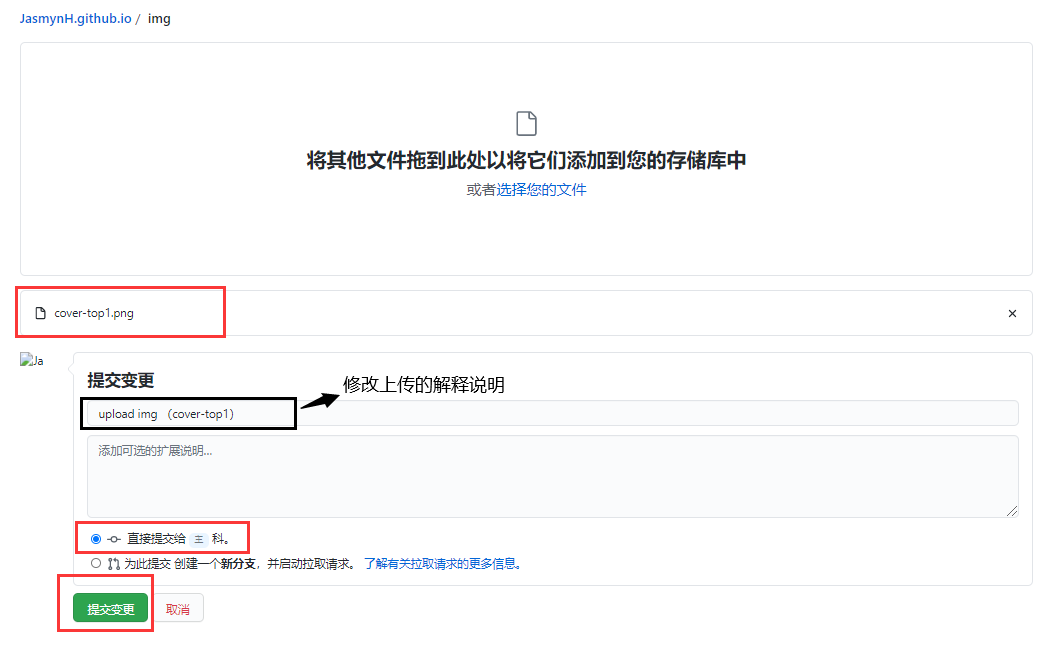 JasmynH.github.io / img
将其他文件拖到此处以将它们添加到您的存储库中
或者选择您的文件
cover-top1.png
Ja
提交变更
修改上传的解释说明
upload img （cover-top1）
添加可选的扩展说明...
直接提交给 主 科。
为此提交 创建一个新分支，并启动拉取请求。 了解有关拉取请求的更多信息。
提交变更 取消